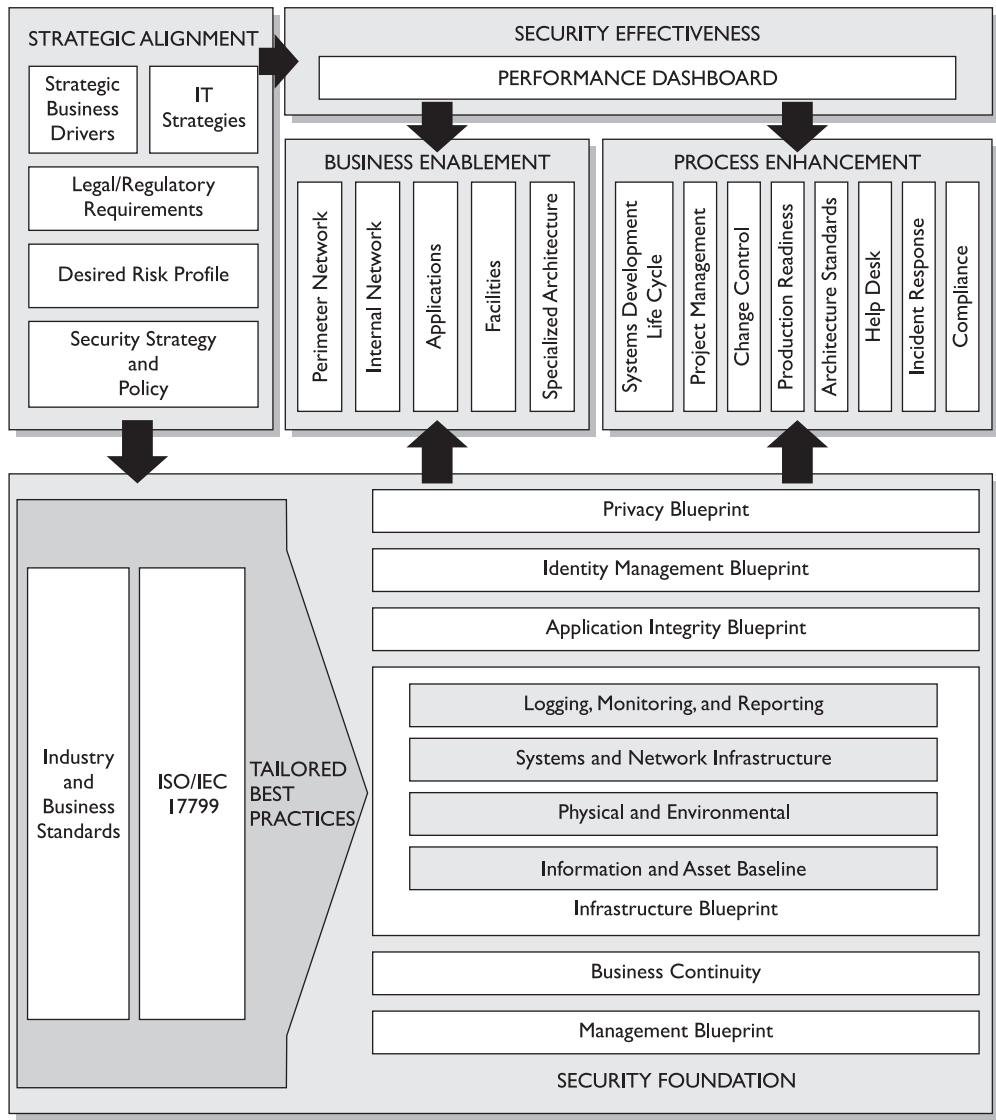 STRATEGIC ALIGNMENT
Strategic
Business
Drivers
IT
Strategies
Legal/Regulatory
Requirements
Desired Risk Profile
Security Strategy
and
Policy
SECURITY EFFECTIVENESS
PERFORMANCE DASHBOARD
BUSINESS ENABLEMENT
Perimeter Network
Internal Network
Applications
Facilities
Specialized Architecture
PROCESS ENHANCEMENT
Systems Development
Life Cycle
Project Management
Change Control
Production Readiness
Architecture Standards
Help Desk
Incident Response
Compliance
Industry
and
Business
Standards
ISO/IEC
17799
TAILORED
BEST
PRACTICES
Privacy Blueprint
Identity Management Blueprint
Application Integrity Blueprint
Logging, Monitoring, and Reporting
Systems and Network Infrastructure
Physical and Environmental
Information and Asset Baseline
Infrastructure Blueprint
Business Continuity
Management Blueprint
SECURITY FOUNDATION